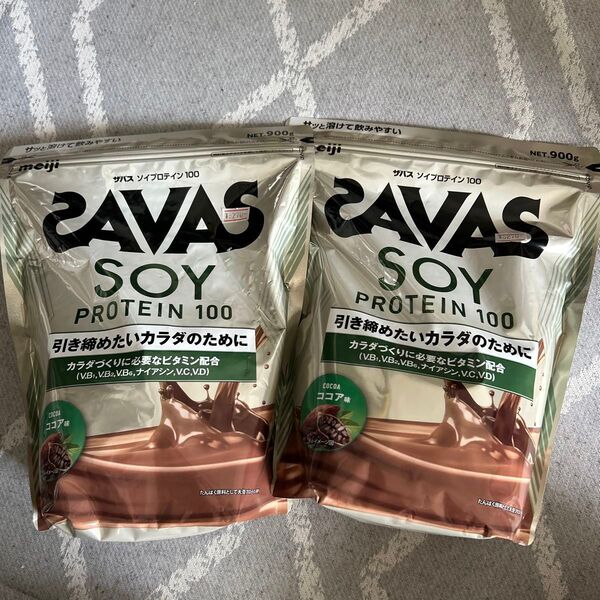 サッと溶けて飲みやすい
NET.900g
meiji
ザバス ソイプロテイン100
SAVAS
SOY
PROTEIN 100
引き締めたいカラダのために
カラダづくりに必要なビタミン配合
(V.B₁,V.B₂,V.B₆,ナイアシン,V.C,V.D)
COCOA
ココア味
サッと溶けて飲みやすい
NET.900g
meiji
ザバス ソイプロテイン100
SAVAS
SOY
PROTEIN 100
引き締めたいカラダのために
カラダづくりに必要なビタミン配合
(V.B₁,V.B₂,V.B₆,ナイアシン,V.C,V.D)
COCOA
ココア味